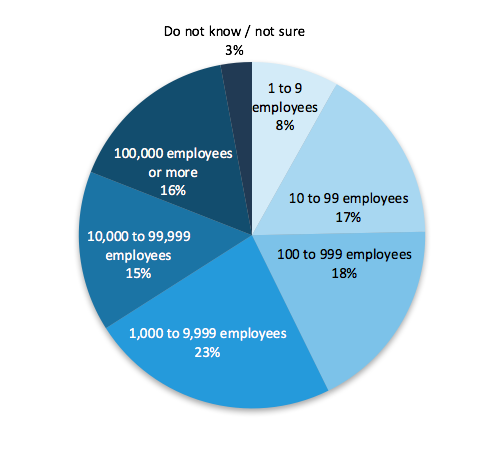 Do not know / not sure
3%
1 to 9
employees
8%
10 to 99 employees
17%
100 to 999 employees
18%
1,000 to 9,999 employees
23%
10,000 to 99,999
employees
15%
100,000 employees
or more
16%